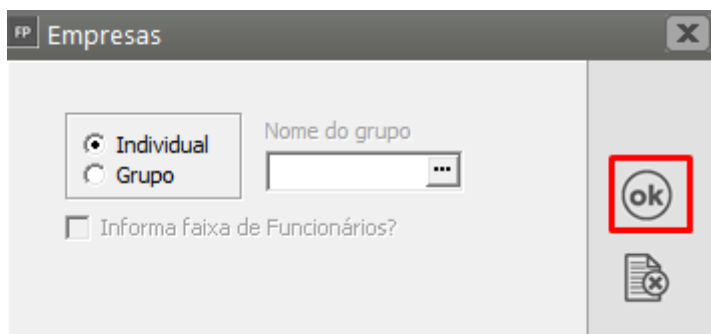 FP Empresas
Individual
Grupo
Nome do grupo
...
Informa faixa de Funcionários?
ok